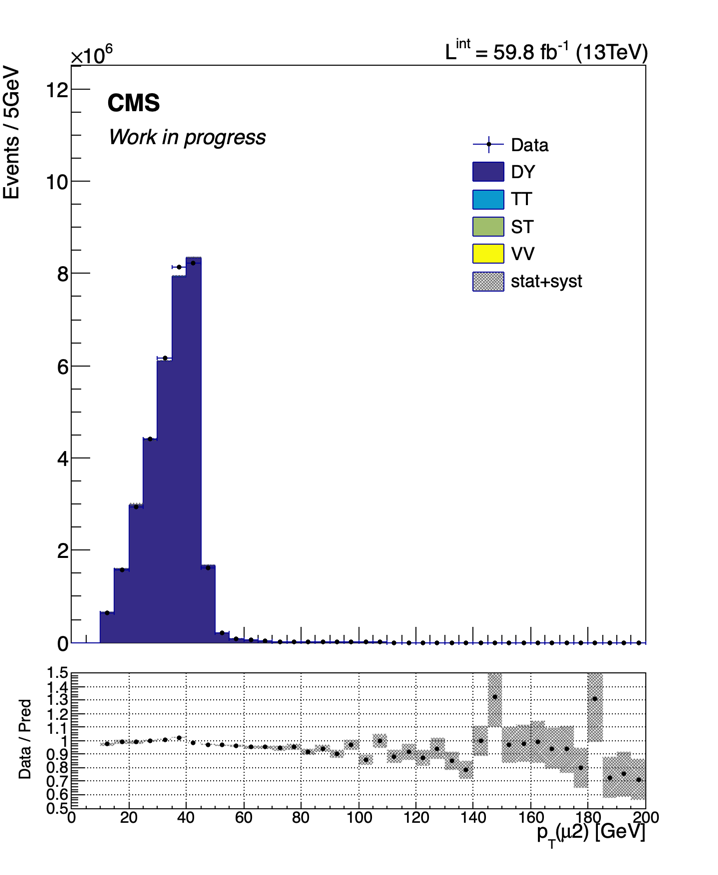 ×10⁶
L^int = 59.8 fb⁻¹ (13TeV)
Events / 5GeV
12
10
8
6
4
2
0
CMS
Work in progress
Data
DY
TT
ST
VV
stat+syst
Data / Pred
1.5
1.4
1.3
1.2
1.1
1
0.9
0.8
0.7
0.6
0.5
0 20 40 60 80 100 120 140 160 180 200
p_T(μ2) [GeV]